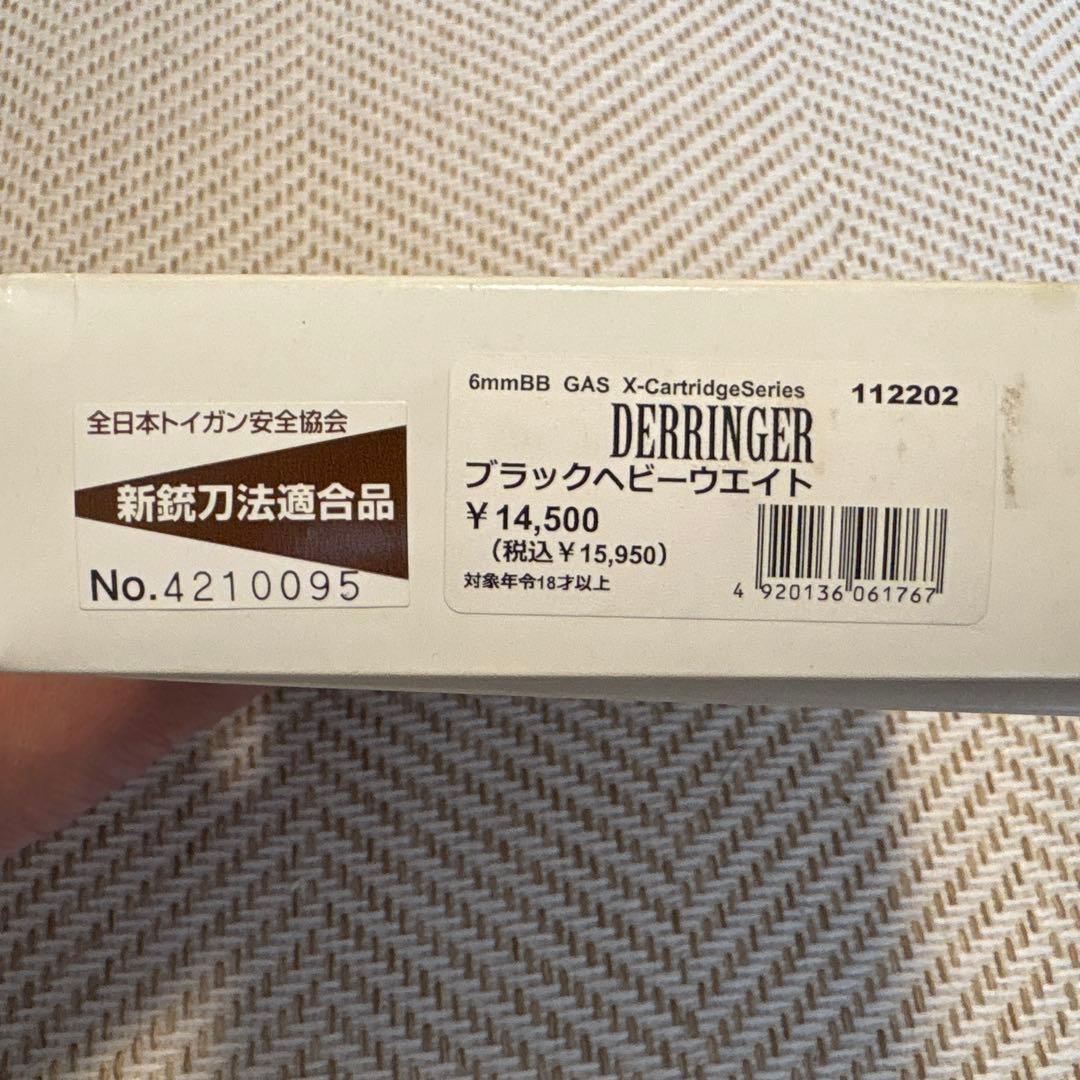 全日本トイガン安全協会
新銃刀法適合品
No.4210095
6mmBB GAS X-CartridgeSeries 112202
DERRINGER
ブラックヘビーウエイト
￥14,500
（税込￥15,950）
対象年令18才以上
4 920136 061767